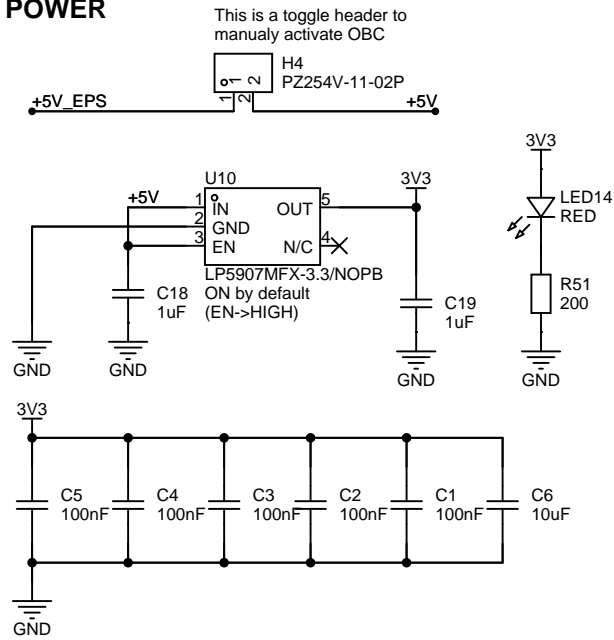 POWER
This is a toggle header to
manualy activate OBC
H4
PZ254V-11-02P
1 2
1 2
+5V_EPS
+5V
U10
+5V
1 IN
2 GND
3 EN
OUT 5
N/C 4
LP5907MFX-3.3/NOPB
ON by default
(EN->HIGH)
3V3
C18
1uF
C19
1uF
GND
GND
GND
3V3
LED14
RED
R51
200
GND
3V3
C5
100nF
C4
100nF
C3
100nF
C2
100nF
C1
100nF
C6
10uF
GND